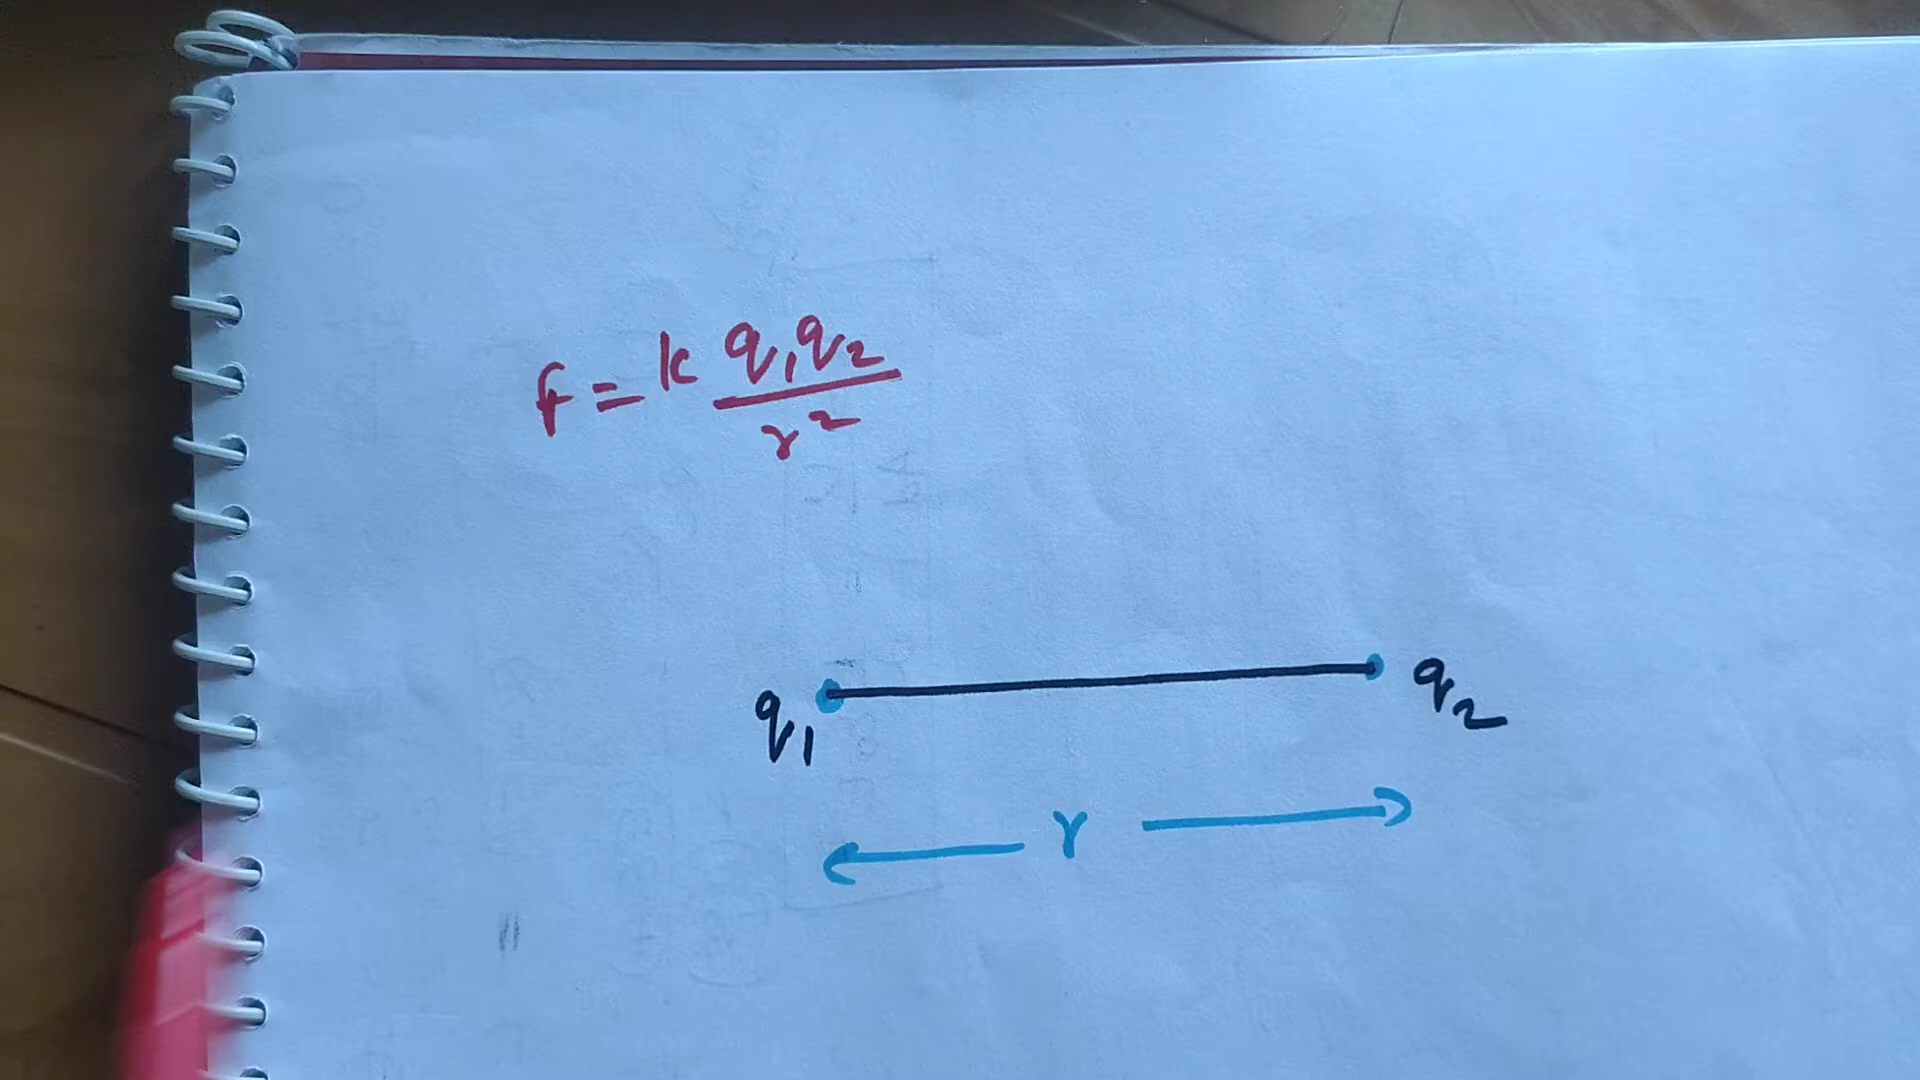 F = k q₁q₂ / r²
q₁ q₂
r